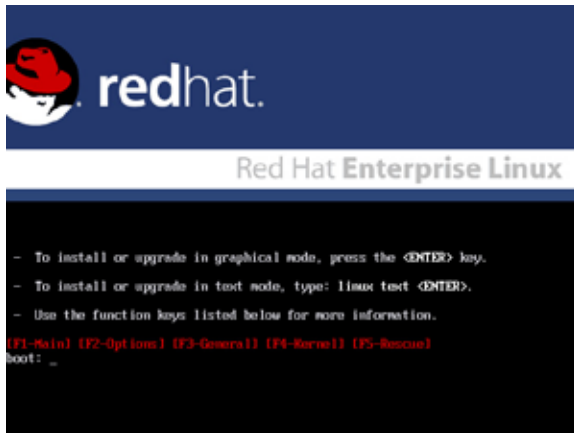 redhat.
Red Hat Enterprise Linux
- To install or upgrade in graphical mode, press the <ENTER> key.
- To install or upgrade in text mode, type: linux text <ENTER>.
- Use the function keys listed below for more information.
[F1-Main] [F2-Options] [F3-General] [F4-Kernel] [F5-Rescue]
boot: _